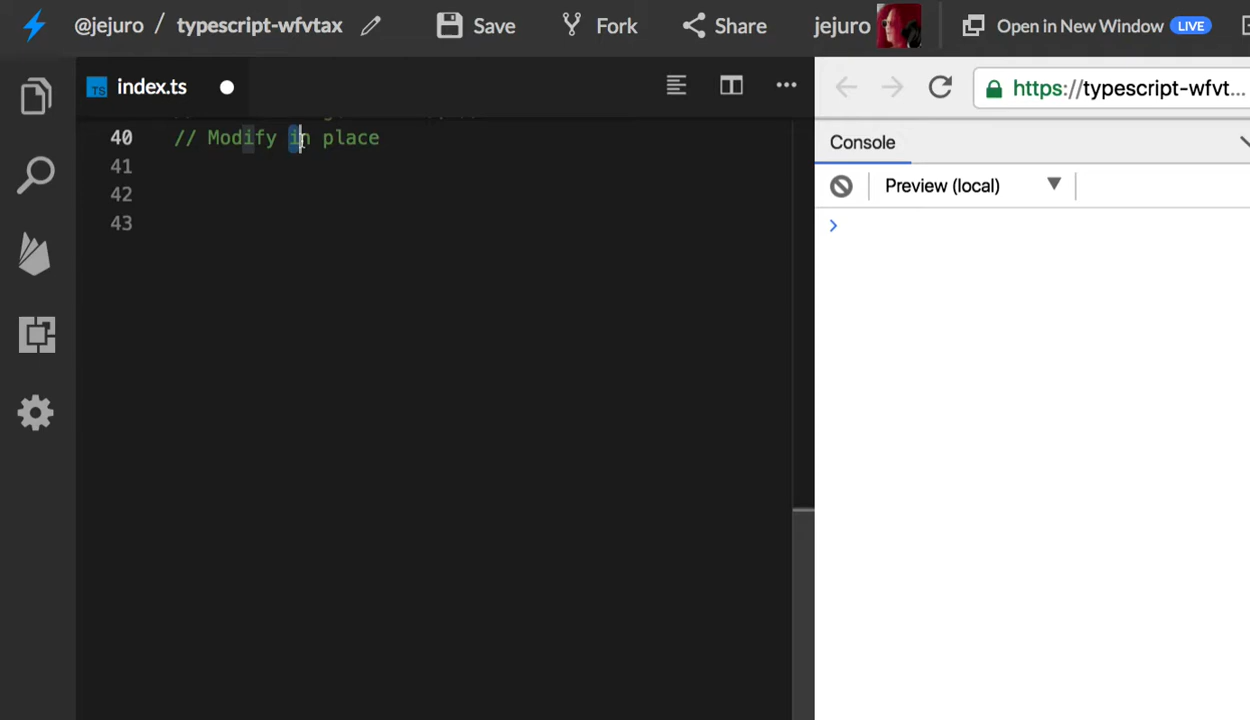 @jejuro / typescript-wfvtax Save Fork Share jejuro Open in New Window LIVE
TS index.ts
https://typescript-wfvt...
Console
Preview (local)
40 // Modify in place
41
42
43